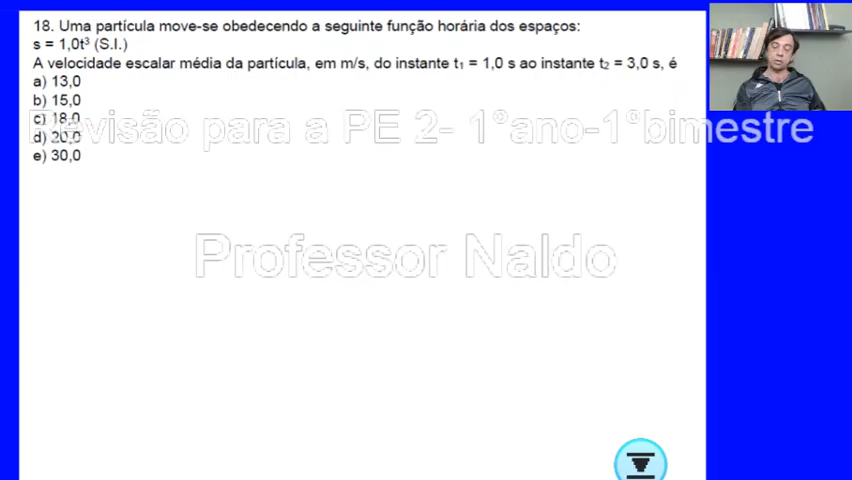 18. Uma partícula move-se obedecendo a seguinte função horária dos espaços:
s = 1,0t³ (S.I.)
A velocidade escalar média da partícula, em m/s, do instante t₁ = 1,0 s ao instante t₂ = 3,0 s, é
a) 13,0
b) 15,0
c) 18,0
d) 20,0
e) 30,0
Revisão para a PE 2- 1°ano-1°bimestre
Professor Naldo